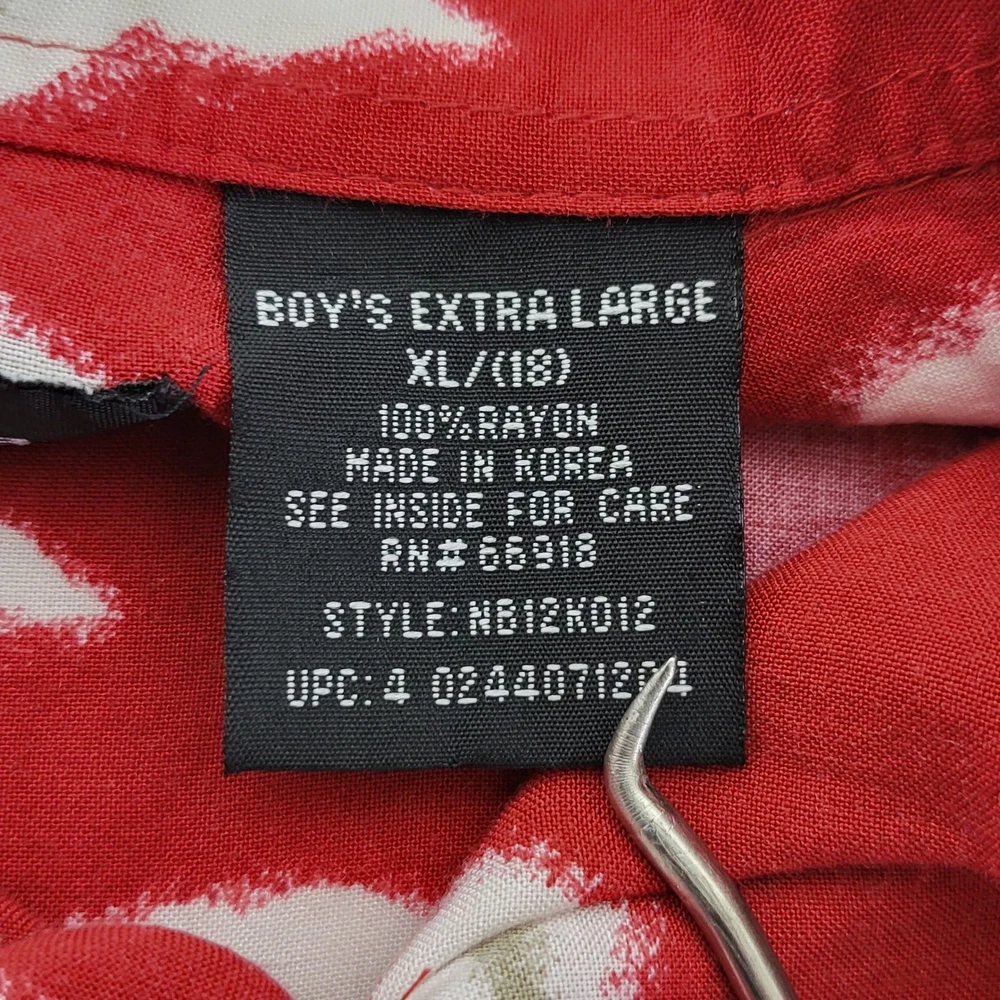 BOY'S EXTRA LARGE
XL/(18)
100%RAYON
MADE IN KOREA
SEE INSIDE FOR CARE
RN#66918
STYLE:NB12K012
UPC: 4